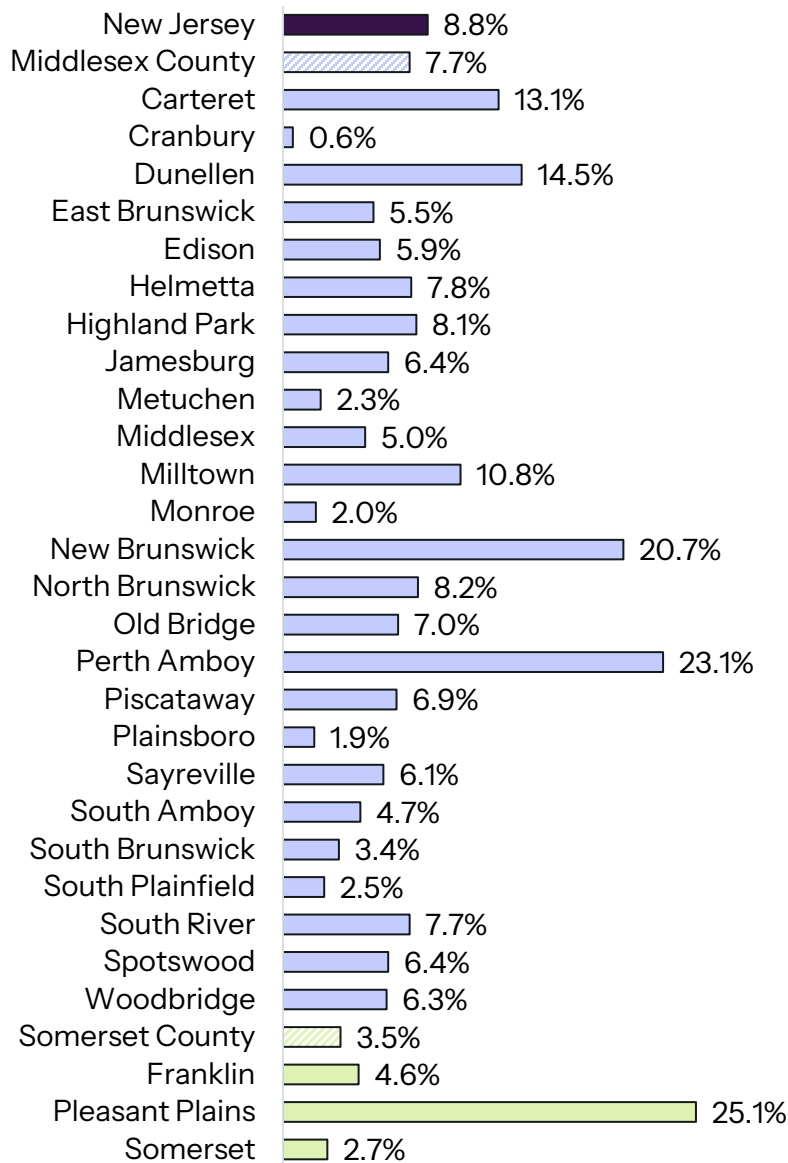 New Jersey 8.8%
Middlesex County 7.7%
Carteret 13.1%
Cranbury 0.6%
Dunellen 14.5%
East Brunswick 5.5%
Edison 5.9%
Helmetta 7.8%
Highland Park 8.1%
Jamesburg 6.4%
Metuchen 2.3%
Middlesex 5.0%
Milltown 10.8%
Monroe 2.0%
New Brunswick 20.7%
North Brunswick 8.2%
Old Bridge 7.0%
Perth Amboy 23.1%
Piscataway 6.9%
Plainsboro 1.9%
Sayreville 6.1%
South Amboy 4.7%
South Brunswick 3.4%
South Plainfield 2.5%
South River 7.7%
Spotswood 6.4%
Woodbridge 6.3%
Somerset County 3.5%
Franklin 4.6%
Pleasant Plains 25.1%
Somerset 2.7%